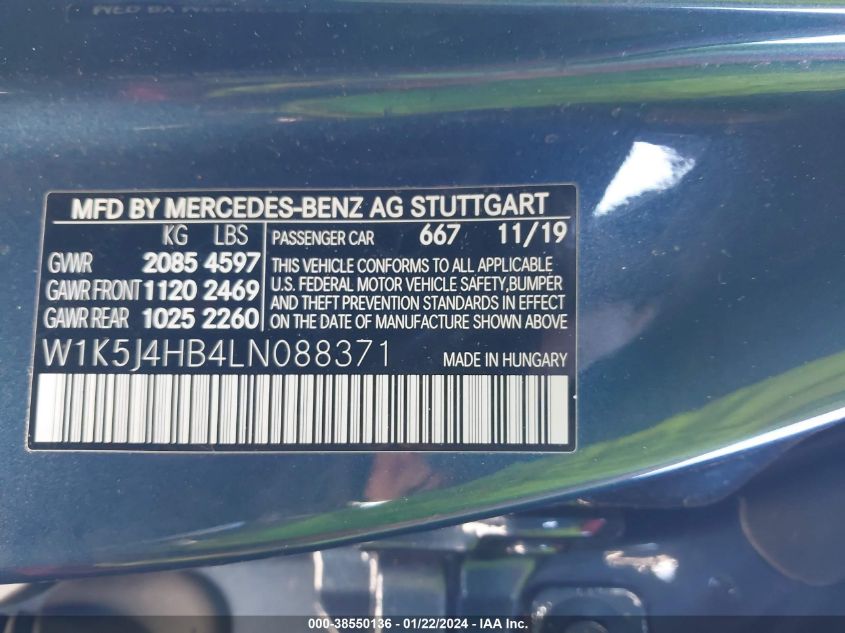 MFD BY MERCEDES-BENZ AG STUTTGART
KG LBS
GVWR 2085 4597
GAWR FRONT 1120 2469
GAWR REAR 1025 2260
PASSENGER CAR 667 11/19
THIS VEHICLE CONFORMS TO ALL APPLICABLE
U.S. FEDERAL MOTOR VEHICLE SAFETY,BUMPER
AND THEFT PREVENTION STANDARDS IN EFFECT
ON THE DATE OF MANUFACTURE SHOWN ABOVE
W1K5J4HB4LN088371 MADE IN HUNGARY
000-38550136 - 01/22/2024 - IAA Inc.